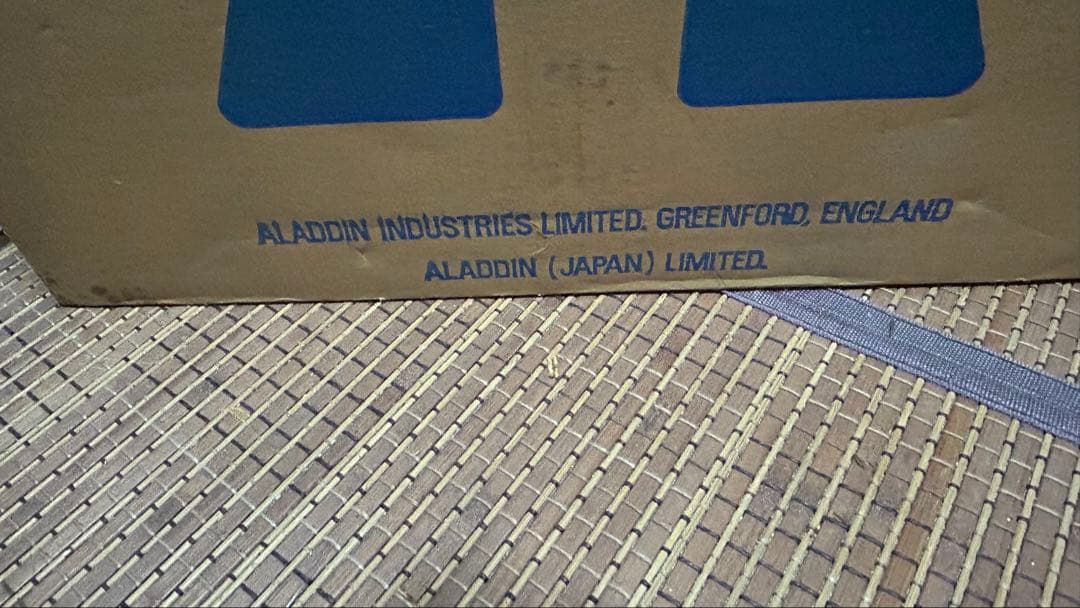 ALADDIN INDUSTRIES LIMITED. GREENFORD, ENGLAND
ALADDIN (JAPAN) LIMITED.